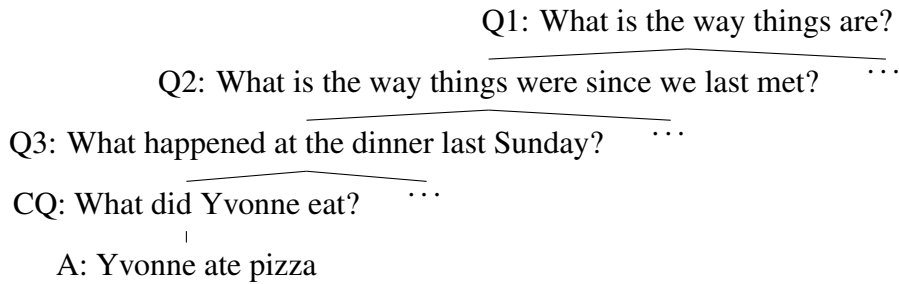 Q1: What is the way things are?
Q2: What is the way things were since we last met?
...
Q3: What happened at the dinner last Sunday?
...
CQ: What did Yvonne eat?
...
A: Yvonne ate pizza